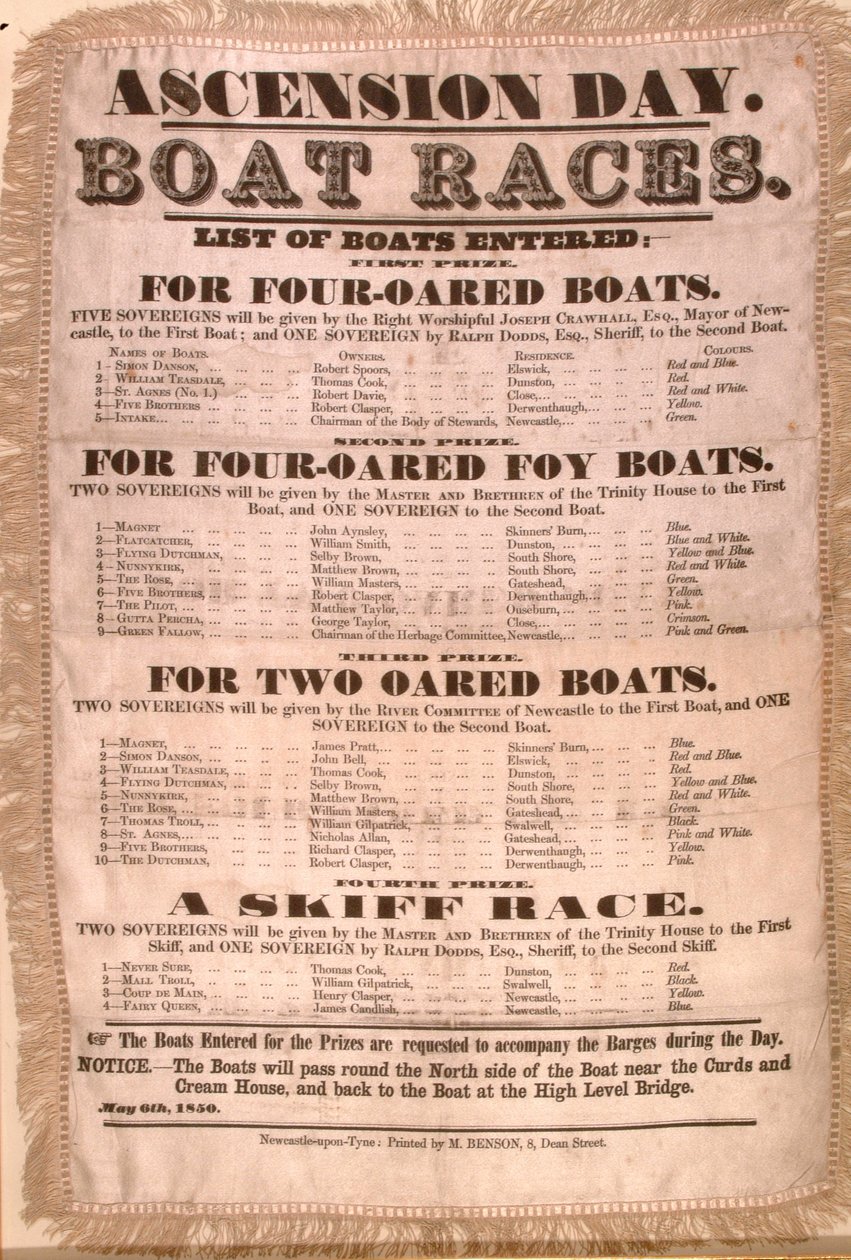 ASCENSION DAY.
BOAT RACES.
LIST OF BOATS ENTERED:—
FIRST PRIZE.
FOR FOUR-OARED BOATS.
FIVE SOVEREIGNS will be given by the Right Worshipful JOSEPH CRAWHALL, ESQ., Mayor of New-
castle, to the First Boat; and ONE SOVEREIGN by RALPH DODDS, ESQ., Sheriff, to the Second Boat.
NAMES OF BOATS. OWNERS. RESIDENCE. COLOURS.
1 - SIMON DANSON, ... ... ... ... Robert Spoors, ... ... ... ... Elswick, ... ... ... ... Red and Blue.
2 - WILLIAM TEASDALE, ... ... ... Thomas Cook, ... ... ... ... Dunston, ... ... ... ... Red.
3—ST. AGNES (No. 1.) ... ... ... Robert Davie, ... ... ... ... Close,... ... ... ... Red and White.
4—FIVE BROTHERS ... ... ... ... Robert Clasper, ... ... ... ... Derwenthaugh,... ... ... Yellow.
5—INTAKE... ... ... ... ... ... Chairman of the Body of Stewards, Newcastle,... ... ... ... Green.
SECOND PRIZE.
FOR FOUR-OARED FOY BOATS.
TWO SOVEREIGNS will be given by the MASTER AND BRETHREN of the Trinity House to the First
Boat, and ONE SOVEREIGN to the Second Boat.
1—MAGNET ... ... ... ... ... John Aynsley, ... ... ... ... Skinners' Burn,... ... ... Blue.
2—FLATCATCHER, ... ... ... ... William Smith, ... ... ... ... Dunston, ... ... ... ... Blue and White.
3—FLYING DUTCHMAN, ... ... ... Selby Brown, ... ... ... ... South Shore, ... ... ... Yellow and Blue.
4 - NUNNYKIRK, ... ... ... ... Matthew Brown, ... ... ... ... South Shore, ... ... ... Red and White.
5—THE ROSE, ... ... ... ... ... William Masters, ... ... ... ... Gateshead, ... ... ... Green.
6—FIVE BROTHERS, ... ... ... ... Robert Clasper, ... ... ... ... Derwenthaugh,... ... ... Yellow.
7—THE PILOT, ... ... ... ... ... Matthew Taylor, ... ... ... ... Ouseburn, ... ... ... ... Pink.
8 - GUTTA PERCHA, ... ... ... ... George Taylor, ... ... ... ... Close,... ... ... ... Crimson.
9—GREEN FALLOW, ... ... ... ... Chairman of the Herbage Committee, Newcastle,... ... ... ... Pink and Green.
THIRD PRIZE.
FOR TWO OARED BOATS.
TWO SOVEREIGNS will be given by the RIVER COMMITTEE of Newcastle to the First Boat, and ONE
SOVEREIGN to the Second Boat.
1—MAGNET, ... ... ... ... ... James Pratt,... ... ... ... Skinners' Burn,... ... ... Blue.
2—SIMON DANSON, ... ... ... ... John Bell, ... ... ... ... Elswick, ... ... ... .. Red and Blue.
3—WILLIAM TEASDALE, ... ... ... Thomas Cook, ... ... ... ... Dunston, ... ... ... ... Red.
4—FLYING DUTCHMAN, ... ... .. Selby Brown, ... ... ... ... South Shore, ... ... ... Yellow and Blue.
5—NUNNYKIRK, ... ... ... ... Matthew Brown, ... ... ... ... South Shore, ... ... ... Red and White.
6—THE ROSE, ... ... ... ... ... William Masters, ... ... ... ... Gateshead, ... ... ... Green.
7—THOMAS TROLL, ... ... ... ... William Gilpatrick, ... ... ... Swalwell, ... ... ... ... Black.
8—ST. AGNES,... ... ... ... ... Nicholas Allan, ... ... ... ... Gateshead, ... ... ... Pink and White.
9—FIVE BROTHERS, ... ... ... ... Richard Clasper, ... ... ... ... Derwenthaugh, ... ... ... Yellow.
10—THE DUTCHMAN, ... ... ... Robert Clasper, ... ... ... ... Derwenthaugh, ... ... ... Pink.
FOURTH PRIZE.
A SKIFF RACE.
TWO SOVEREIGNS will be given by the MASTER AND BRETHREN of the Trinity House to the First
Skiff, and ONE SOVEREIGN by RALPH DODDS, ESQ., Sheriff, to the Second Skiff.
1—NEVER SURE, ... ... ... ... Thomas Cook, ... ... ... ... Dunston, ... ... ... ... Red.
2—MALL TROLL, .. ... ... ... William Gilpatrick, ... ... ... Swalwell, ... ... ... ... Black.
3—COUP DE MAIN, ... ... ... ... Henry Clasper, ... ... ... ... Newcastle, ... ... ... ... Yellow.
4—FAIRY QUEEN, ... ... ... ... James Candlish, ... ... ... ... Newcastle,... ... ... ... Blue.
☞ The Boats Entered for the Prizes are requested to accompany the Barges during the Day.
NOTICE.—The Boats will pass round the North side of the Boat near the Curds and
Cream House, and back to the Boat at the High Level Bridge.
May 6th, 1850.
Newcastle-upon-Tyne: Printed by M. BENSON, 8, Dean Street.